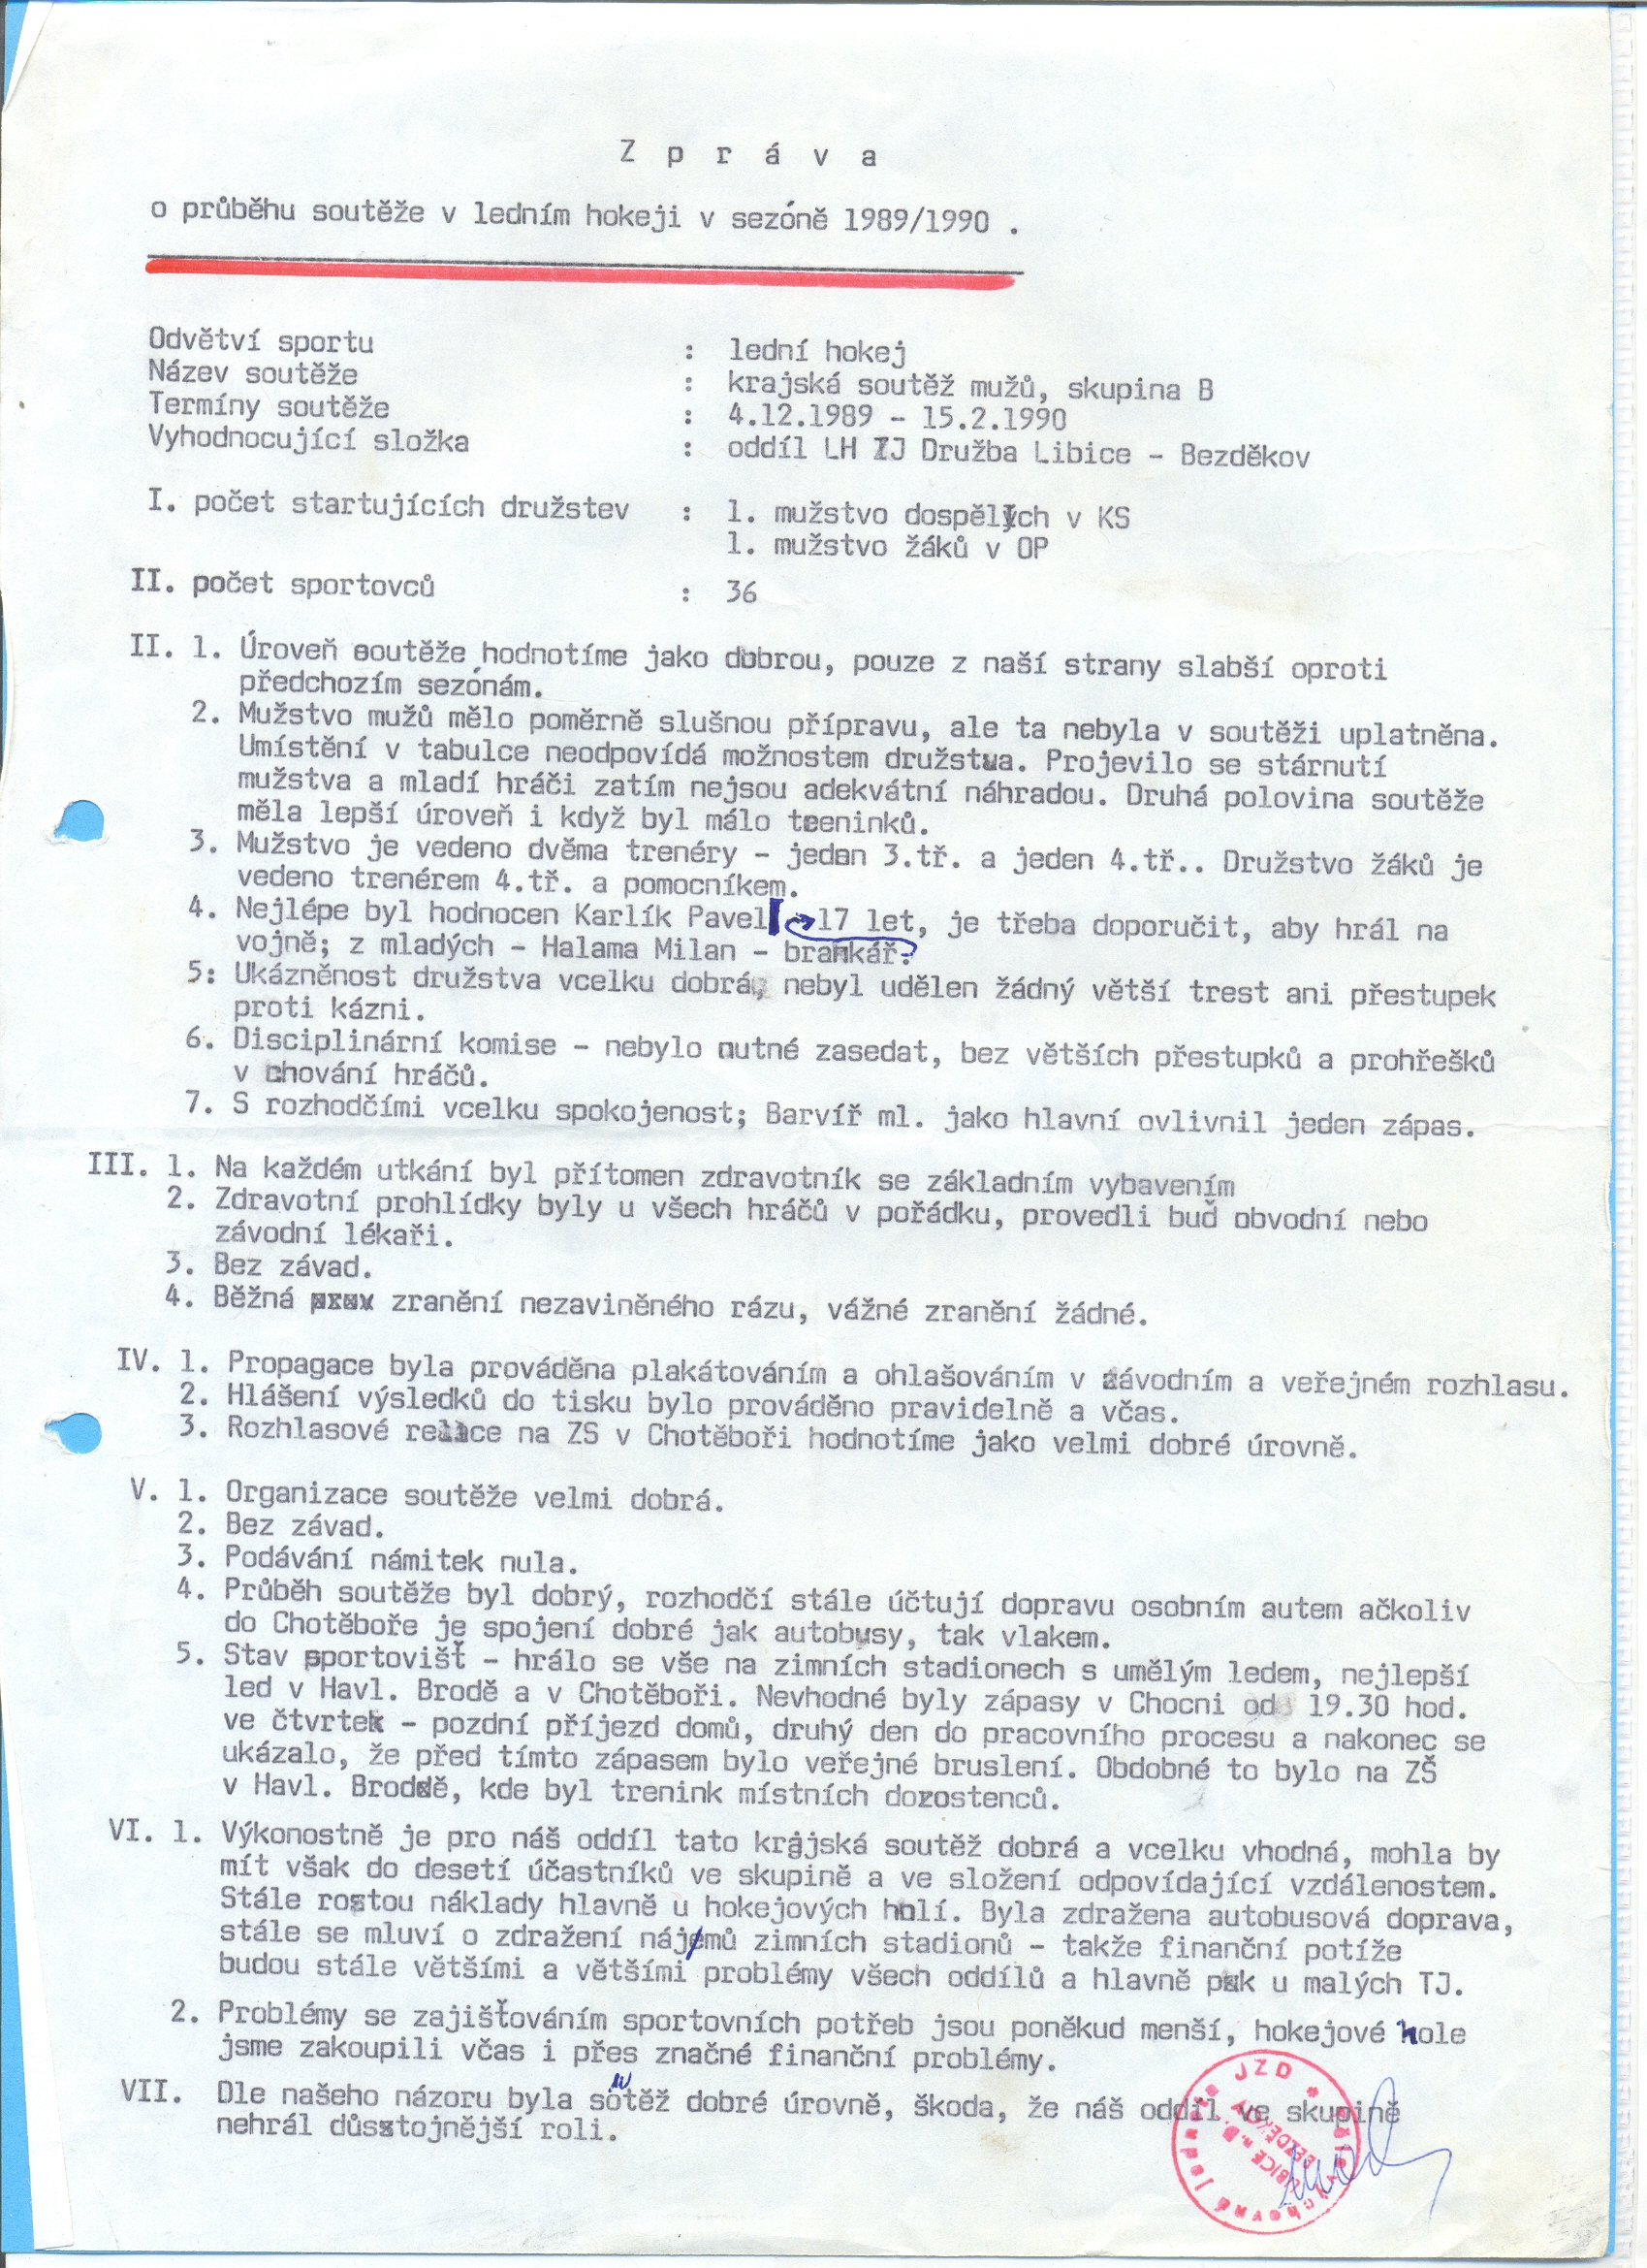 Z p r á v a
o průběhu soutěže v ledním hokeji v sezóně 1989/1990 .
Odvětví sportu : lední hokej
Název soutěže : krajská soutěž mužů, skupina B
Termíny soutěže : 4.12.1989 - 15.2.1990
Vyhodnocující složka : oddíl LH TJ Družba Libice - Bezděkov
I. počet startujících družstev : 1. mužstvo dospělých v KS
1. mužstvo žáků v OP
II. počet sportovců : 36
II. 1. Úroveň soutěže hodnotíme jako dobrou, pouze z naší strany slabší oproti
předchozím sezónám.
2. Mužstvo mužů mělo poměrně slušnou přípravu, ale ta nebyla v soutěži uplatněna.
Umístění v tabulce neodpovídá možnostem družstva. Projevilo se stárnutí
mužstva a mladí hráči zatím nejsou adekvátní náhradou. Druhá polovina soutěže
měla lepší úroveň i když byl málo treninků.
3. Mužstvo je vedeno dvěma trenéry - jeden 3.tř. a jeden 4.tř.. Družstvo žáků je
vedeno trenérem 4.tř. a pomocníkem.
4. Nejlépe byl hodnocen Karlík Pavel - 17 let, je třeba doporučit, aby hrál na
vojně; z mladých - Halama Milan - brankář.
5: Ukázněnost družstva vcelku dobrá, nebyl udělen žádný větší trest ani přestupek
proti kázni.
6. Disciplinární komise - nebylo nutné zasedat, bez větších přestupků a prohřešků
v chování hráčů.
7. S rozhodčími vcelku spokojenost; Barvíř ml. jako hlavní ovlivnil jeden zápas.
III. 1. Na každém utkání byl přítomen zdravotník se základním vybavením
2. Zdravotní prohlídky byly u všech hráčů v pořádku, provedli buď obvodní nebo
závodní lékaři.
3. Bez závad.
4. Běžná zranění nezaviněného rázu, vážné zranění žádné.
IV. 1. Propagace byla prováděna plakátováním a ohlašováním v závodním a veřejném rozhlasu.
2. Hlášení výsledků do tisku bylo prováděno pravidelně a včas.
3. Rozhlasové relace na ZS v Chotěboři hodnotíme jako velmi dobré úrovně.
V. 1. Organizace soutěže velmi dobrá.
2. Bez závad.
3. Podávání námitek nula.
4. Průběh soutěže byl dobrý, rozhodčí stále účtují dopravu osobním autem ačkoliv
do Chotěboře je spojení dobré jak autobusy, tak vlakem.
5. Stav sportovišť - hrálo se vše na zimních stadionech s umělým ledem, nejlepší
led v Havl. Brodě a v Chotěboři. Nevhodné byly zápasy v Chocni od 19.30 hod.
ve čtvrtek - pozdní příjezd domů, druhý den do pracovního procesu a nakonec se
ukázalo, že před tímto zápasem bylo veřejné bruslení. Obdobné to bylo na ZŠ
v Havl. Brodě, kde byl trenink místních dorostenců.
VI. 1. Výkonostně je pro náš oddíl tato krajská soutěž dobrá a vcelku vhodná, mohla by
mít však do desetí účastníků ve skupině a ve složení odpovídající vzdálenostem.
Stále rostou náklady hlavně u hokejových holí. Byla zdražena autobusová doprava,
stále se mluví o zdražení nájmů zimních stadionů - takže finanční potíže
budou stále většími a většími problémy všech oddílů a hlavně pak u malých TJ.
2. Problémy se zajišťováním sportovních potřeb jsou poněkud menší, hokejové hole
jsme zakoupili včas i přes značné finanční problémy.
VII. Dle našeho názoru byla soutěž dobré úrovně, škoda, že náš oddíl ve skupině
nehrál důstojnější roli.
Tělovýchovná jednota JZD
LIBICE n. D.
BEZDĚKOV